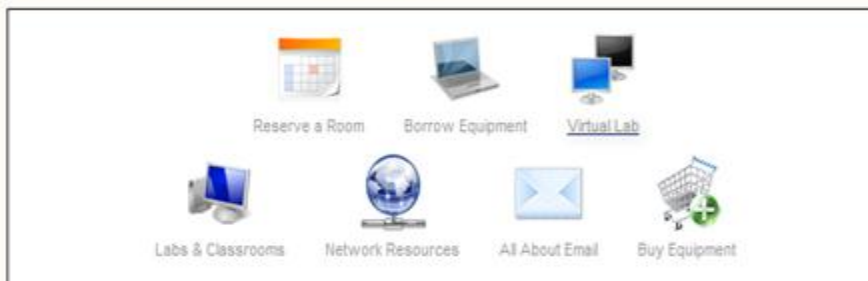 Reserve a Room Borrow Equipment Virtual Lab
Labs & Classrooms Network Resources All About Email Buy Equipment